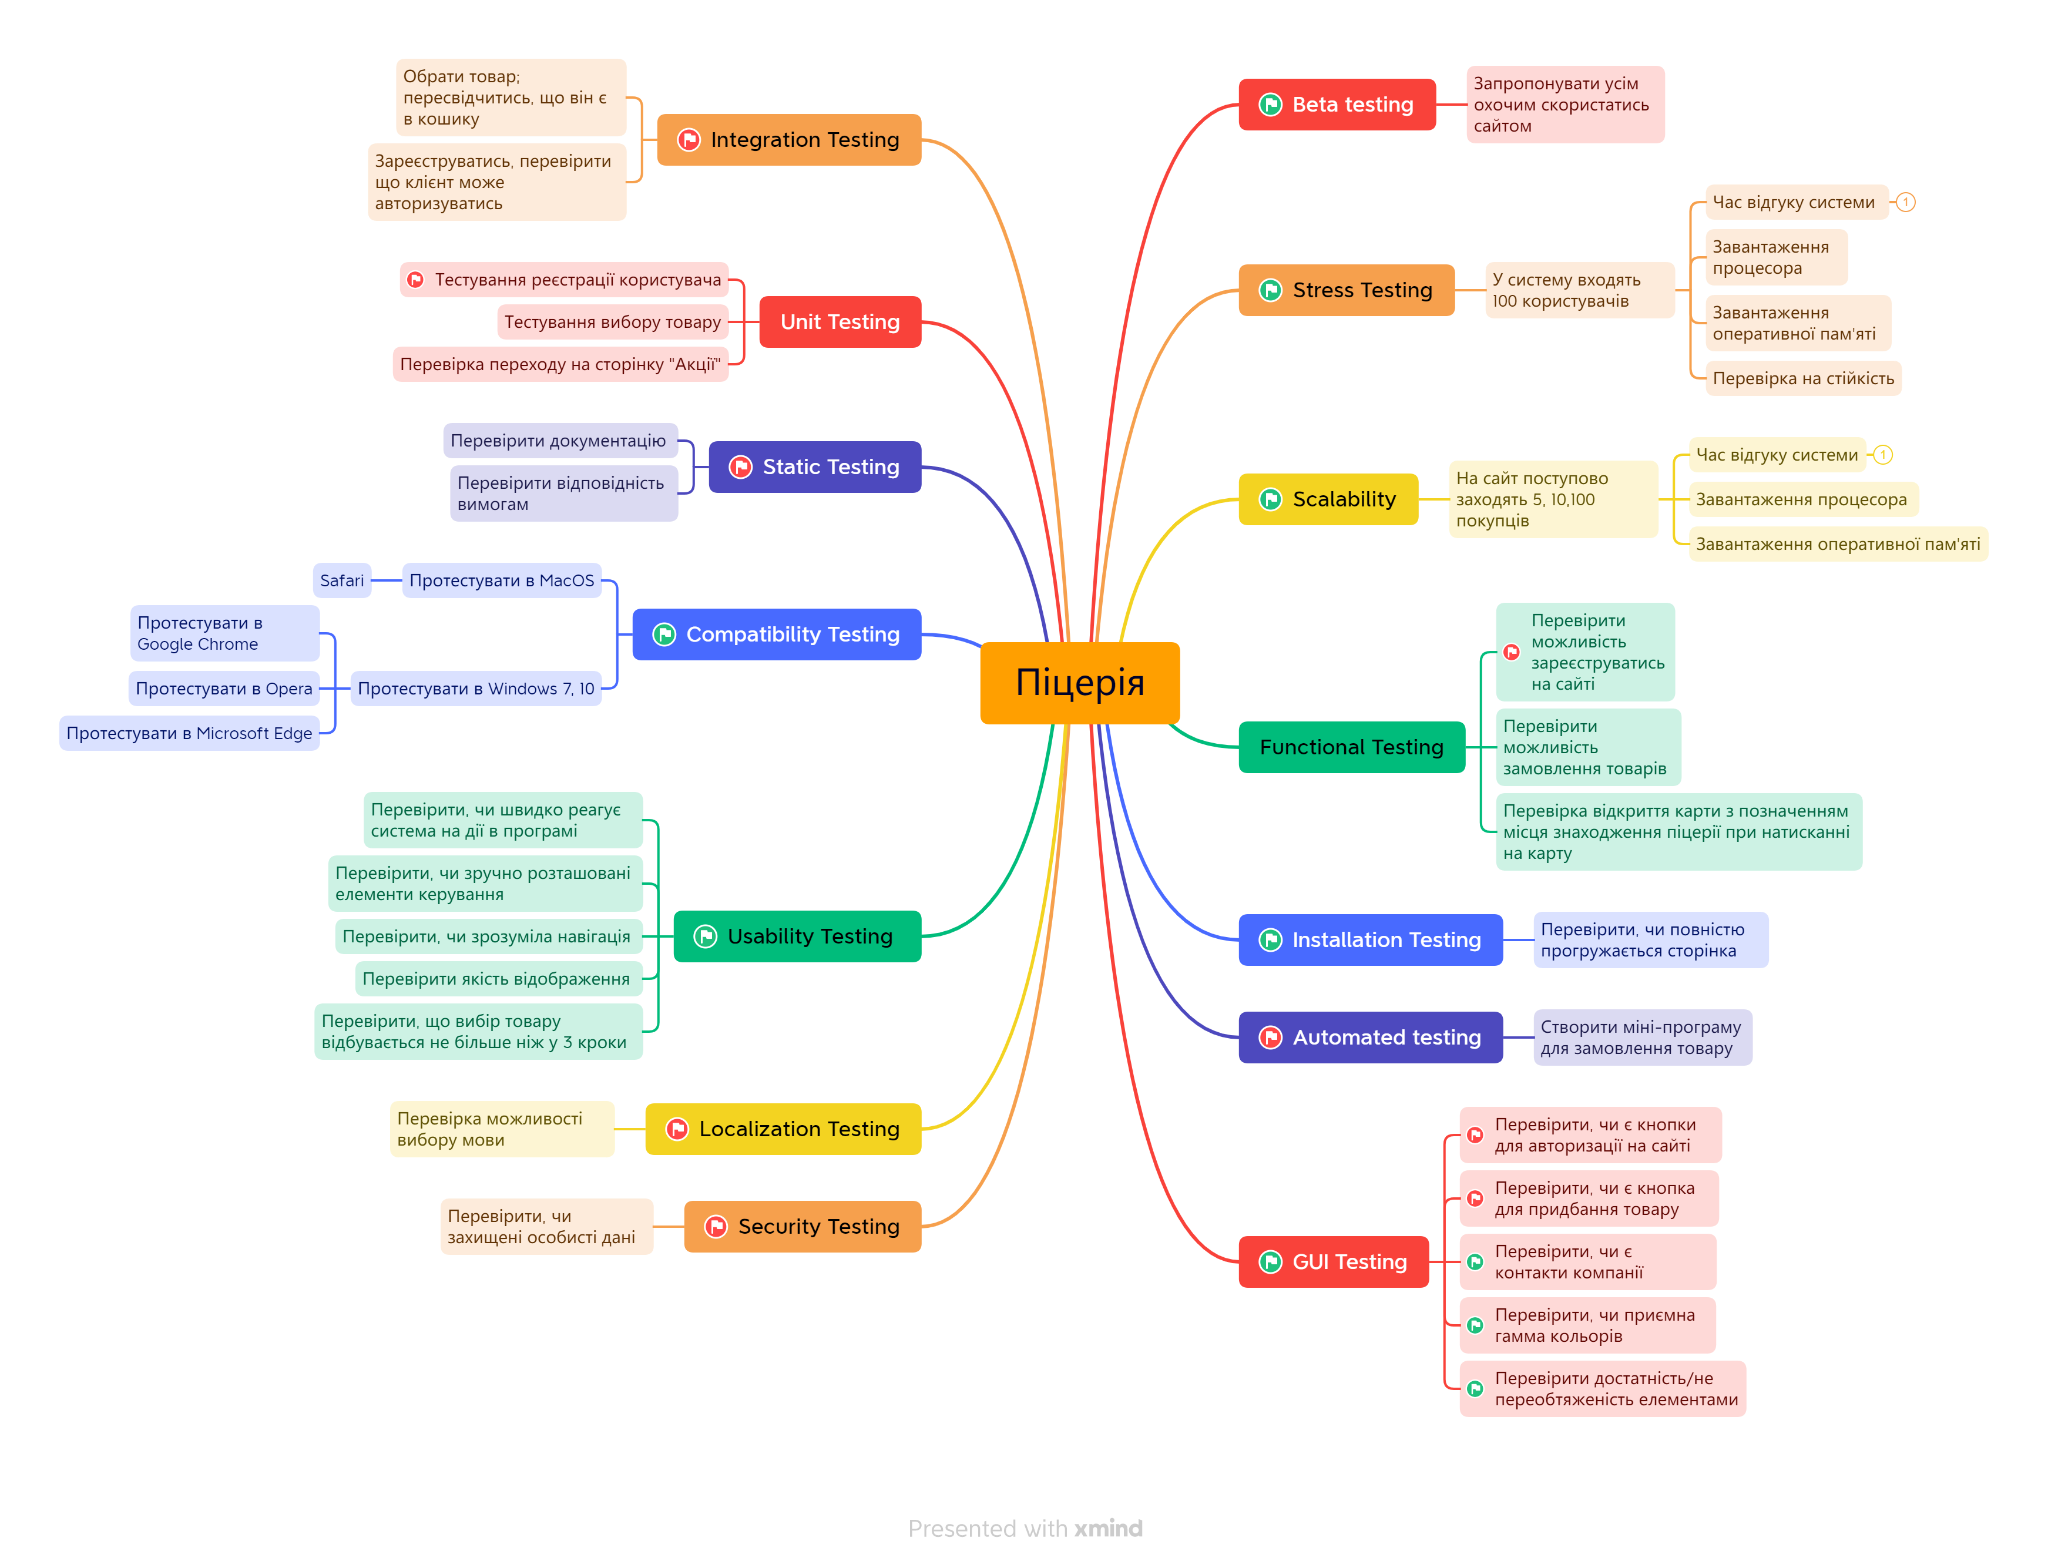 Піцерія
Beta testing
Запропонувати усім
охочим скористатись
сайтом
Stress Testing
У систему входять
100 користувачів
Час відгуку системи
1
Завантаження
процесора
Завантаження
оперативної пам'яті
Перевірка на стійкість
Scalability
На сайт поступово
заходять 5, 10,100
покупців
Час відгуку системи
1
Завантаження процесора
Завантаження оперативної пам'яті
Functional Testing
Перевірити
можливість
зареєструватись
на сайті
Перевірити
можливість
замовлення товарів
Перевірка відкриття карти з позначенням
місця знаходження піцерії при натисканні
на карту
Installation Testing
Перевірити, чи повністю
прогружається сторінка
Automated testing
Створити міні-програму
для замовлення товару
GUI Testing
Перевірити, чи є кнопки
для авторизації на сайті
Перевірити, чи є кнопка
для придбання товару
Перевірити, чи є
контакти компанії
Перевірити, чи приємна
гамма кольорів
Перевірити достатність/не
переобтяженість елементами
Integration Testing
Обрати товар;
пересвідчитись, що він є
в кошику
Зареєструватись, перевірити
що клієнт може
авторизуватись
Unit Testing
Тестування реєстрації користувача
Тестування вибору товару
Перевірка переходу на сторінку "Акції"
Static Testing
Перевірити документацію
Перевірити відповідність
вимогам
Compatibility Testing
Протестувати в MacOS
Safari
Протестувати в Windows 7, 10
Протестувати в
Google Chrome
Протестувати в Opera
Протестувати в Microsoft Edge
Usability Testing
Перевірити, чи швидко реагує
система на дії в програмі
Перевірити, чи зручно розташовані
елементи керування
Перевірити, чи зрозуміла навігація
Перевірити якість відображення
Перевірити, що вибір товару
відбувається не більше ніж у 3 кроки
Localization Testing
Перевірка можливості
вибору мови
Security Testing
Перевірити, чи
захищені особисті дані
Presented with xmind